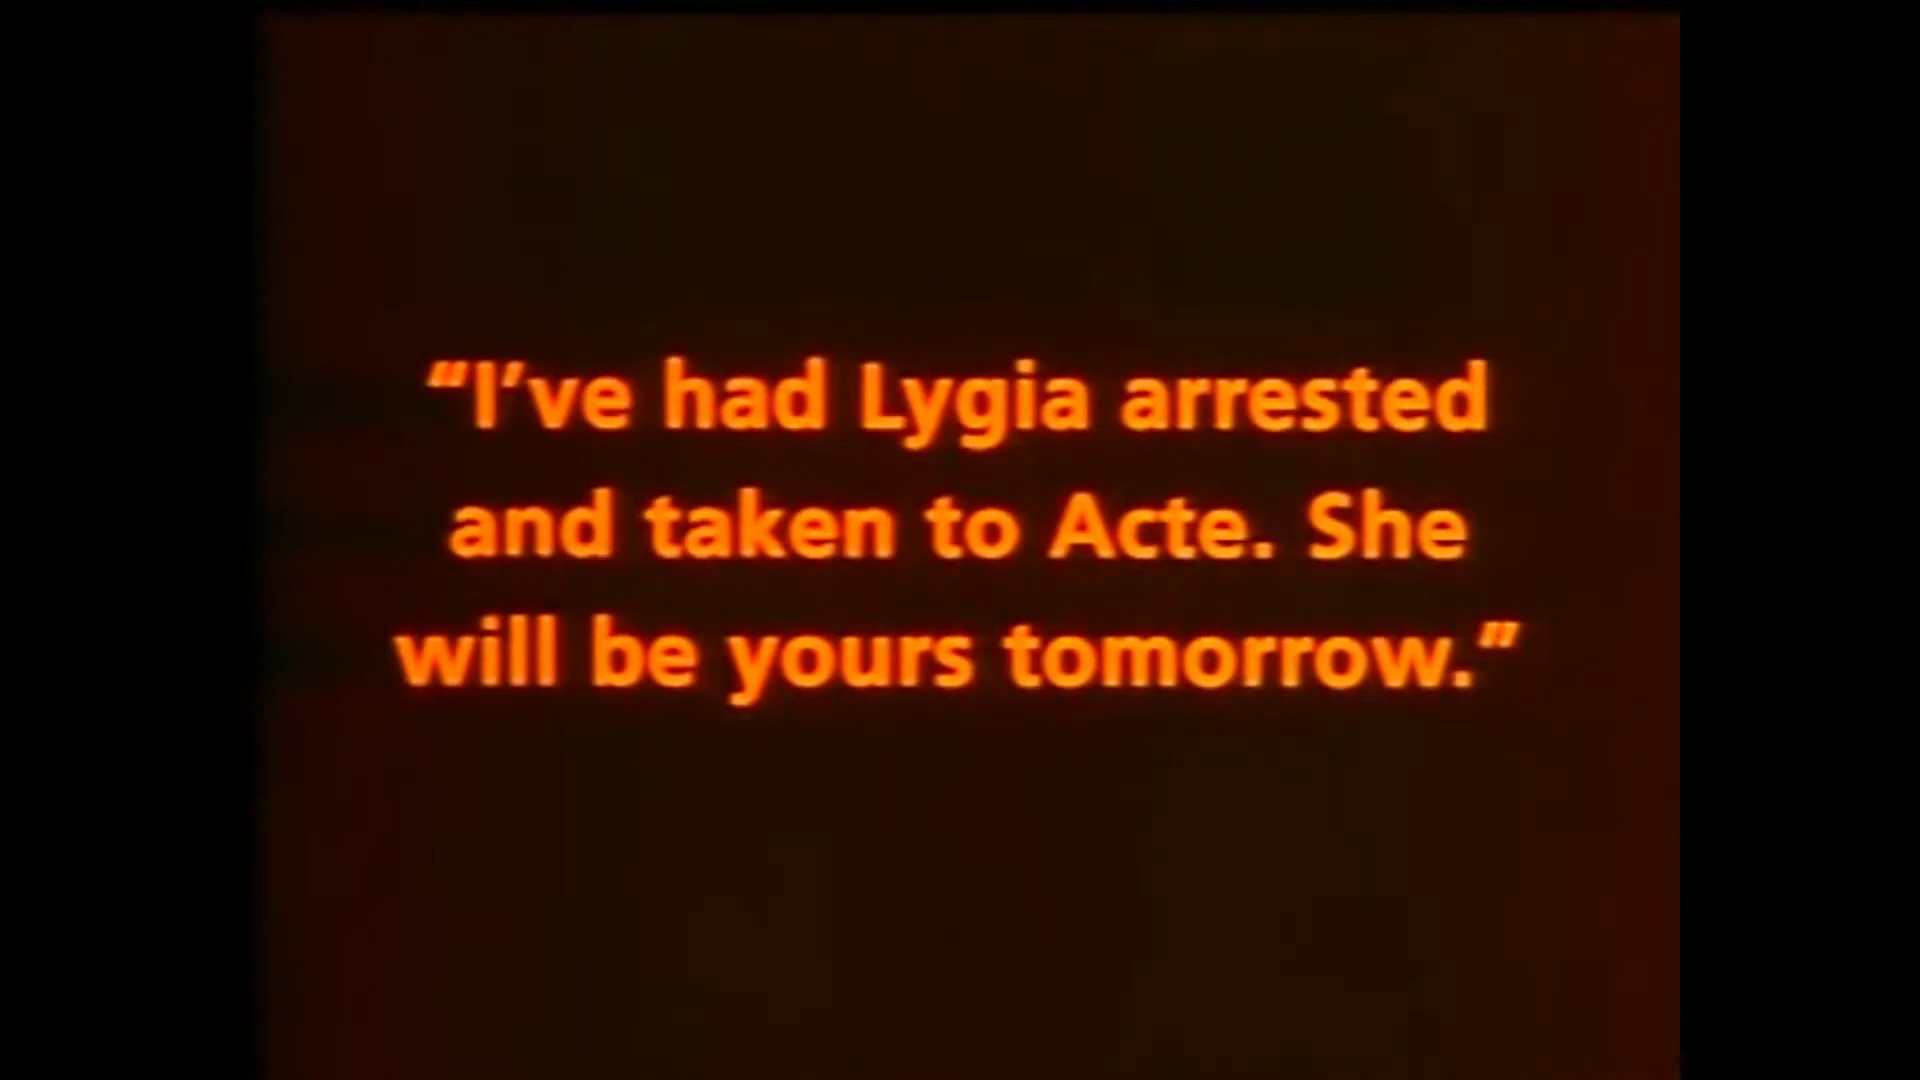 “I’ve had Lygia arrested
and taken to Acte. She
will be yours tomorrow.”